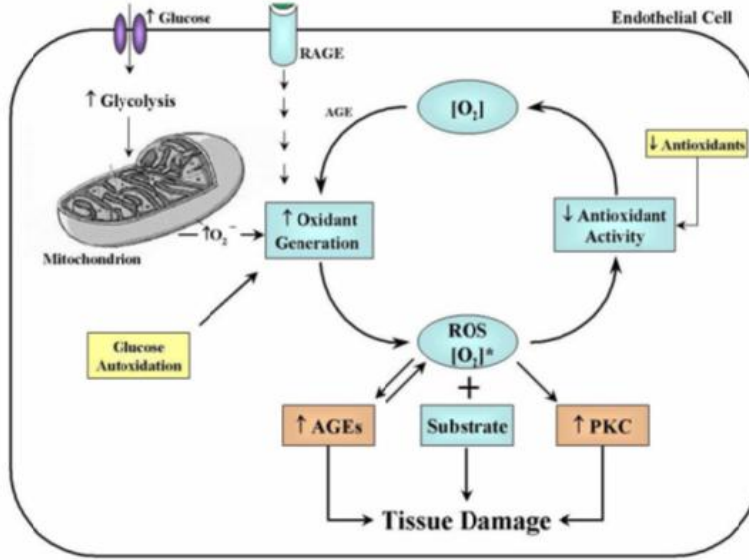 ↑ Glucose
Endothelial Cell
RAGE
↑ Glycolysis
AGE
[O₂]
↓ Antioxidants
↑ Oxidant
Generation
↓ Antioxidant
Activity
↑O₂⁻
Mitochondrion
Glucose
Autoxidation
ROS
[O₂]*
+
↑ AGEs
Substrate
↑ PKC
Tissue Damage